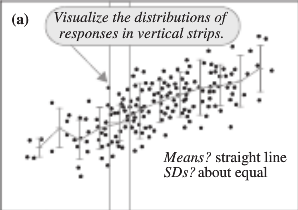 (a)
Visualize the distributions of
responses in vertical strips.
Means? straight line
SDs? about equal